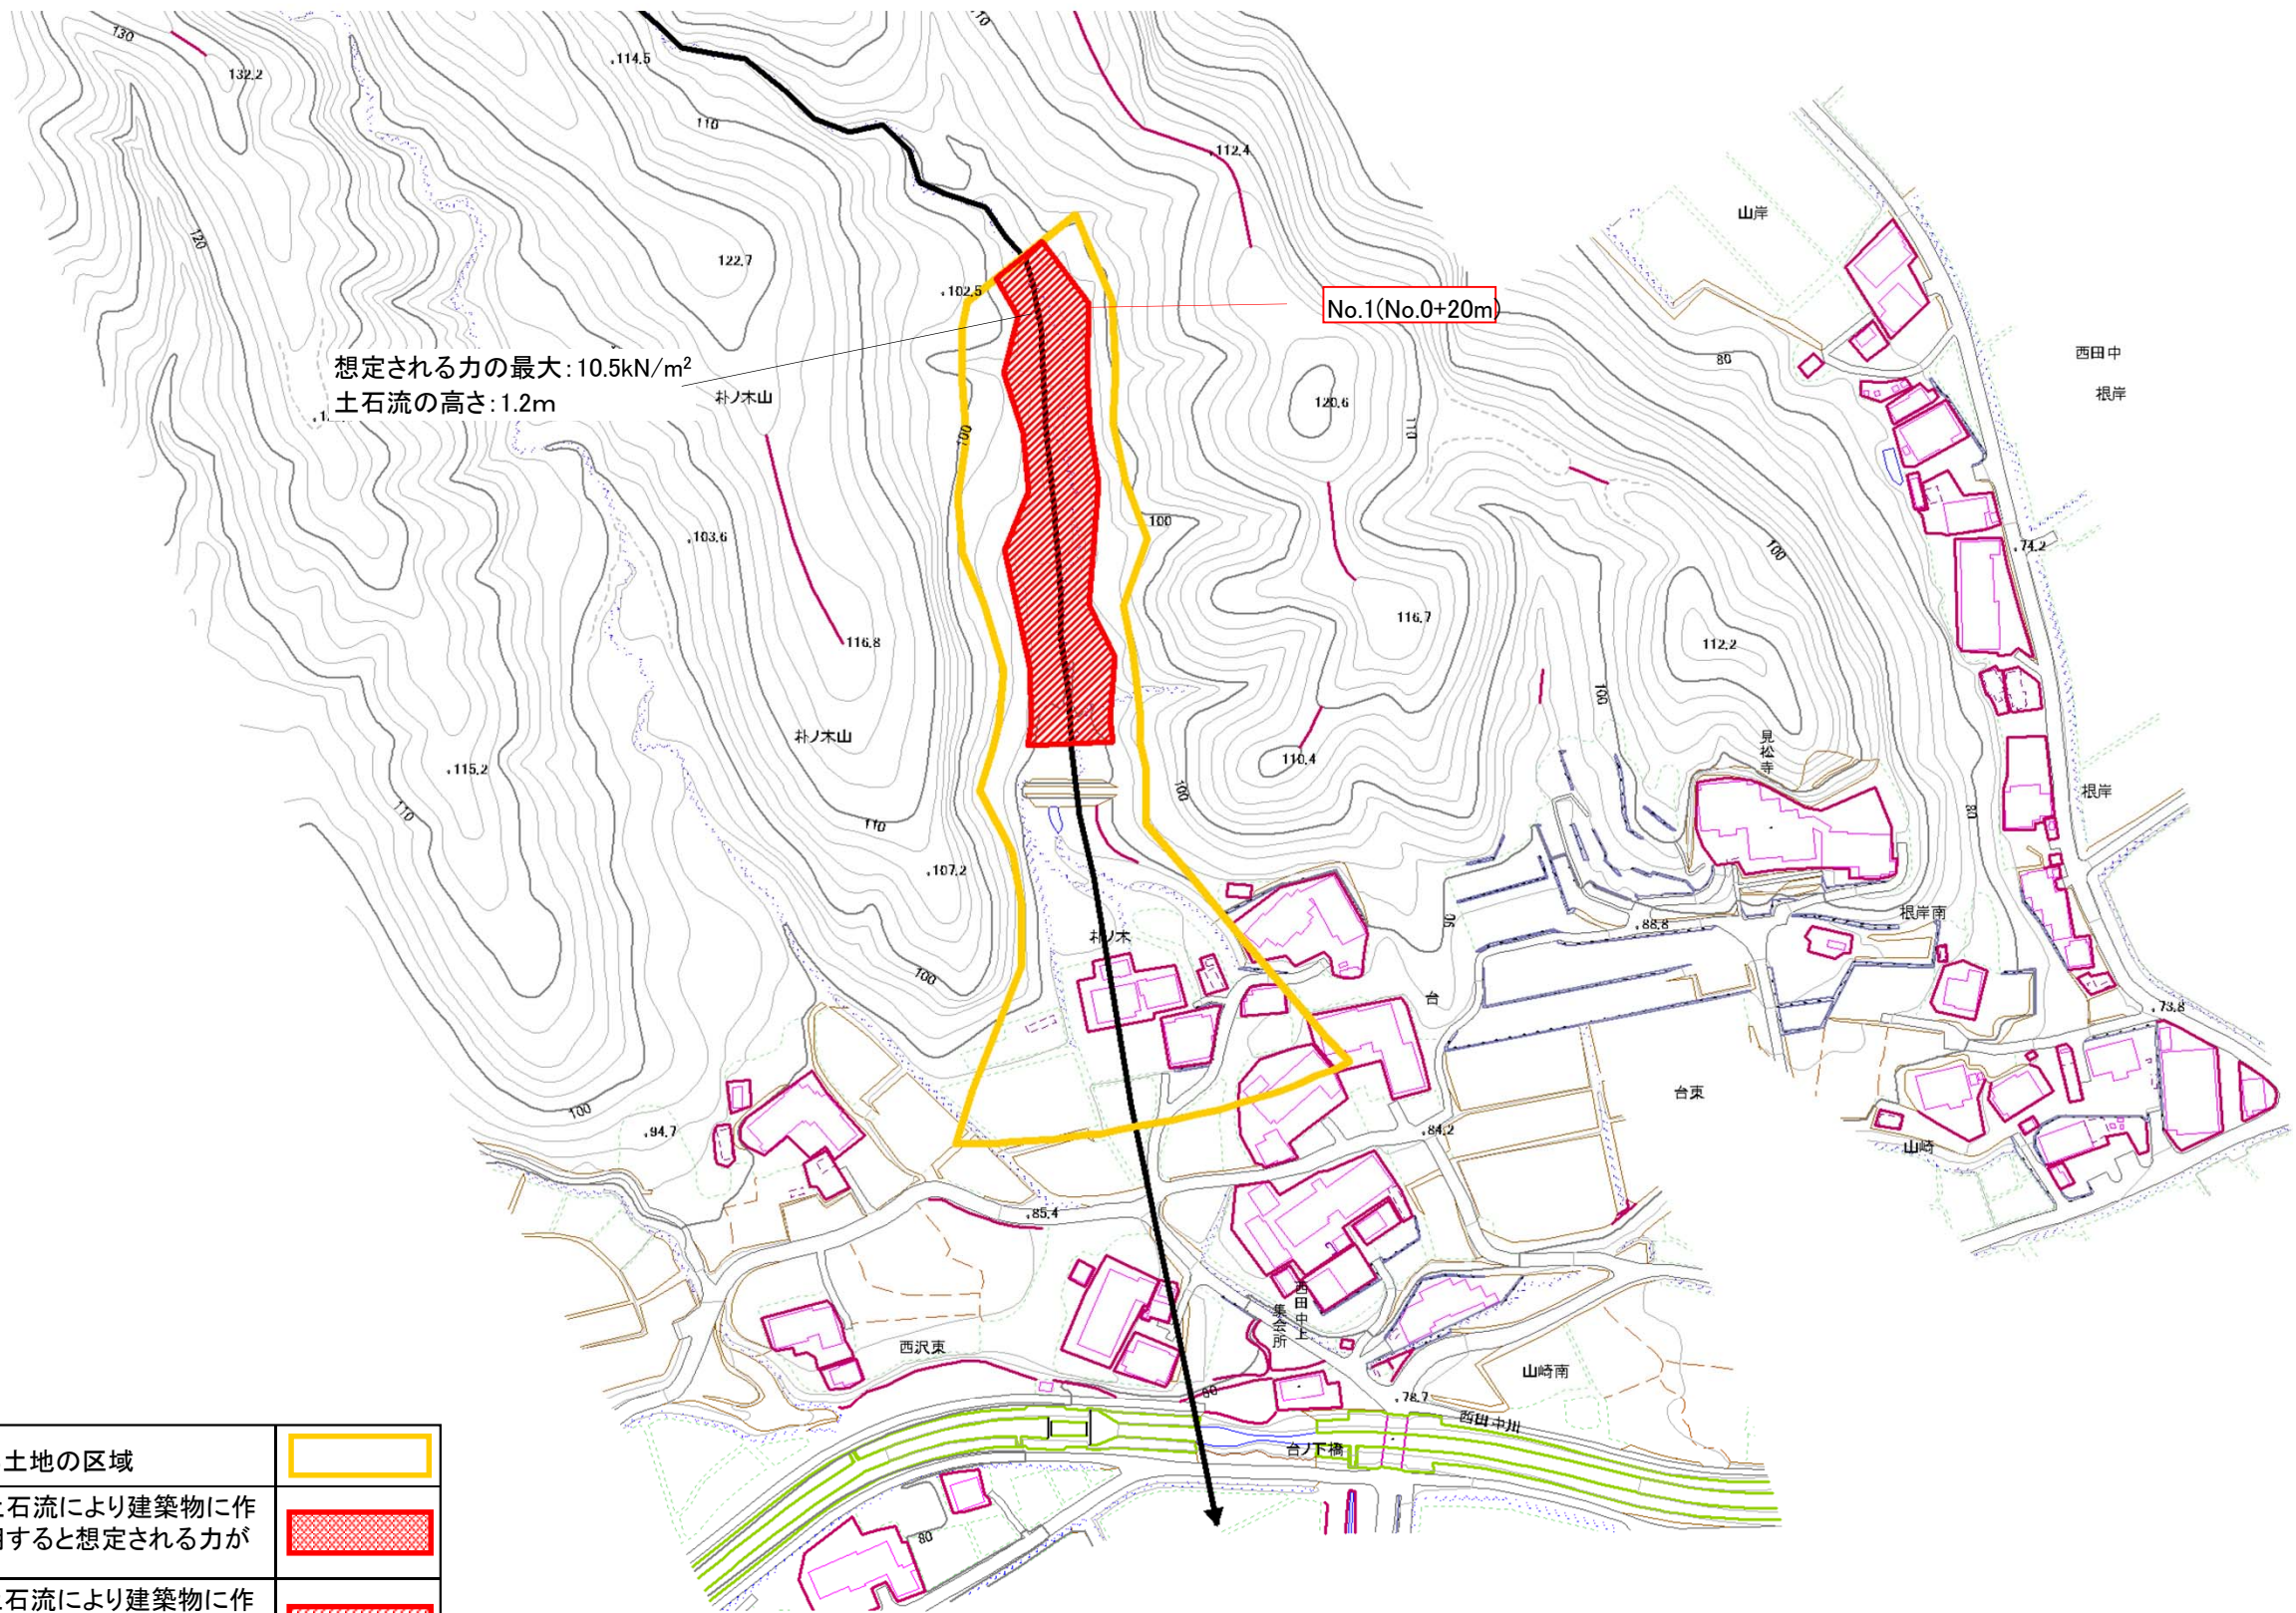 130
132.2
114.5
110
110
112.4
山岸
120
122.7
102.5
No.1(No.0+20m)
想定される力の最大：10.5kN/m²
土石流の高さ：1.2m
朴ノ木山
80
西田中
根岸
120.6
110
100
100
103.6
100
74.2
116.8
116.7
112.2
100
朴ノ木山
見松寺
115.2
110
110.4
100
根岸
80
110
107.2
朴ノ木
90
88.8
根岸南
100
台
73.8
台東
100
94.7
84.2
山崎
85.4
西田中上
集会所
西沢東
山崎南
80
78.7
西田中川
台ノ下橋
80
土地の区域
土石流により建築物に作
用すると想定される力が
土石流により建築物に作